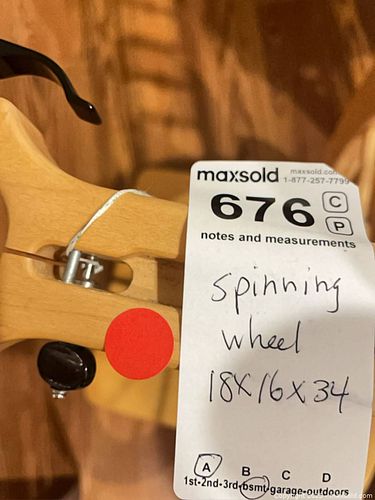 maxsold maxsold.com
1-877-257-7799
676 C
P
notes and measurements
spinning
wheel
18x16x34
A B C D
1st-2nd-3rd-bsmt-garage-outdoors